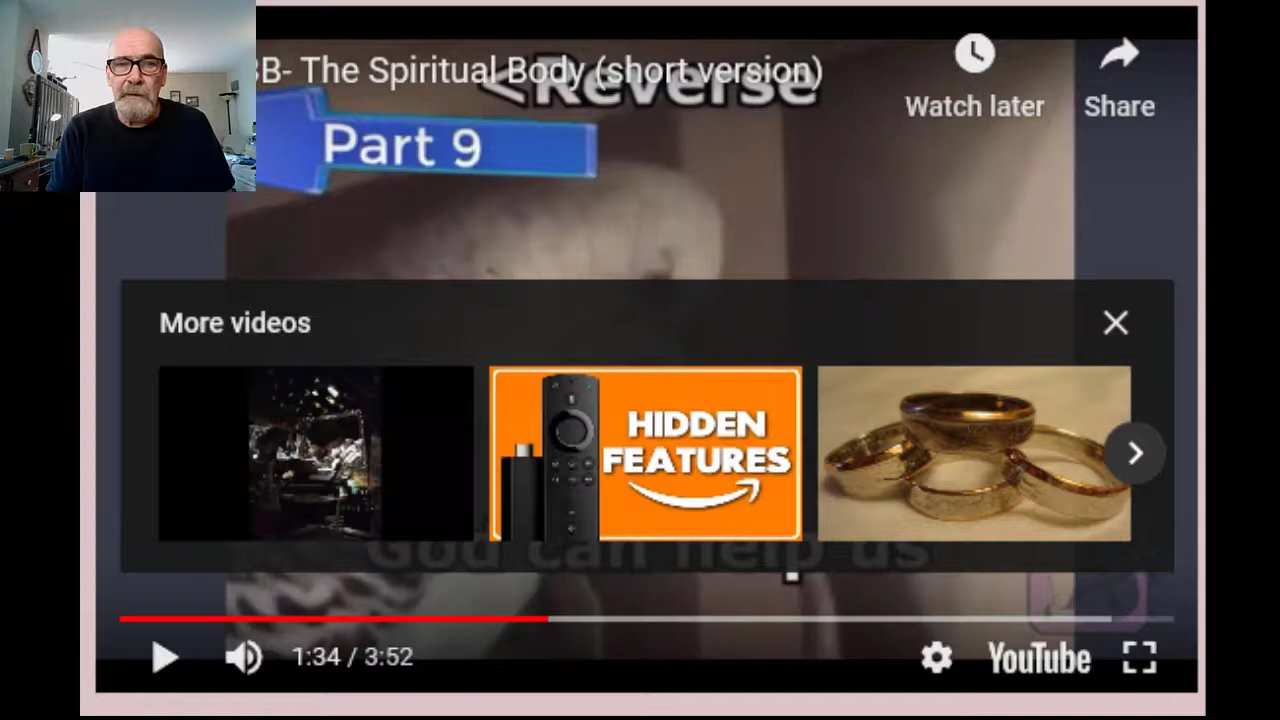 B- The Spiritual Body (short version)
<Reverse
Watch later
Share
Part 9
More videos
HIDDEN
FEATURES
God can help us
1:34 / 3:52
YouTube